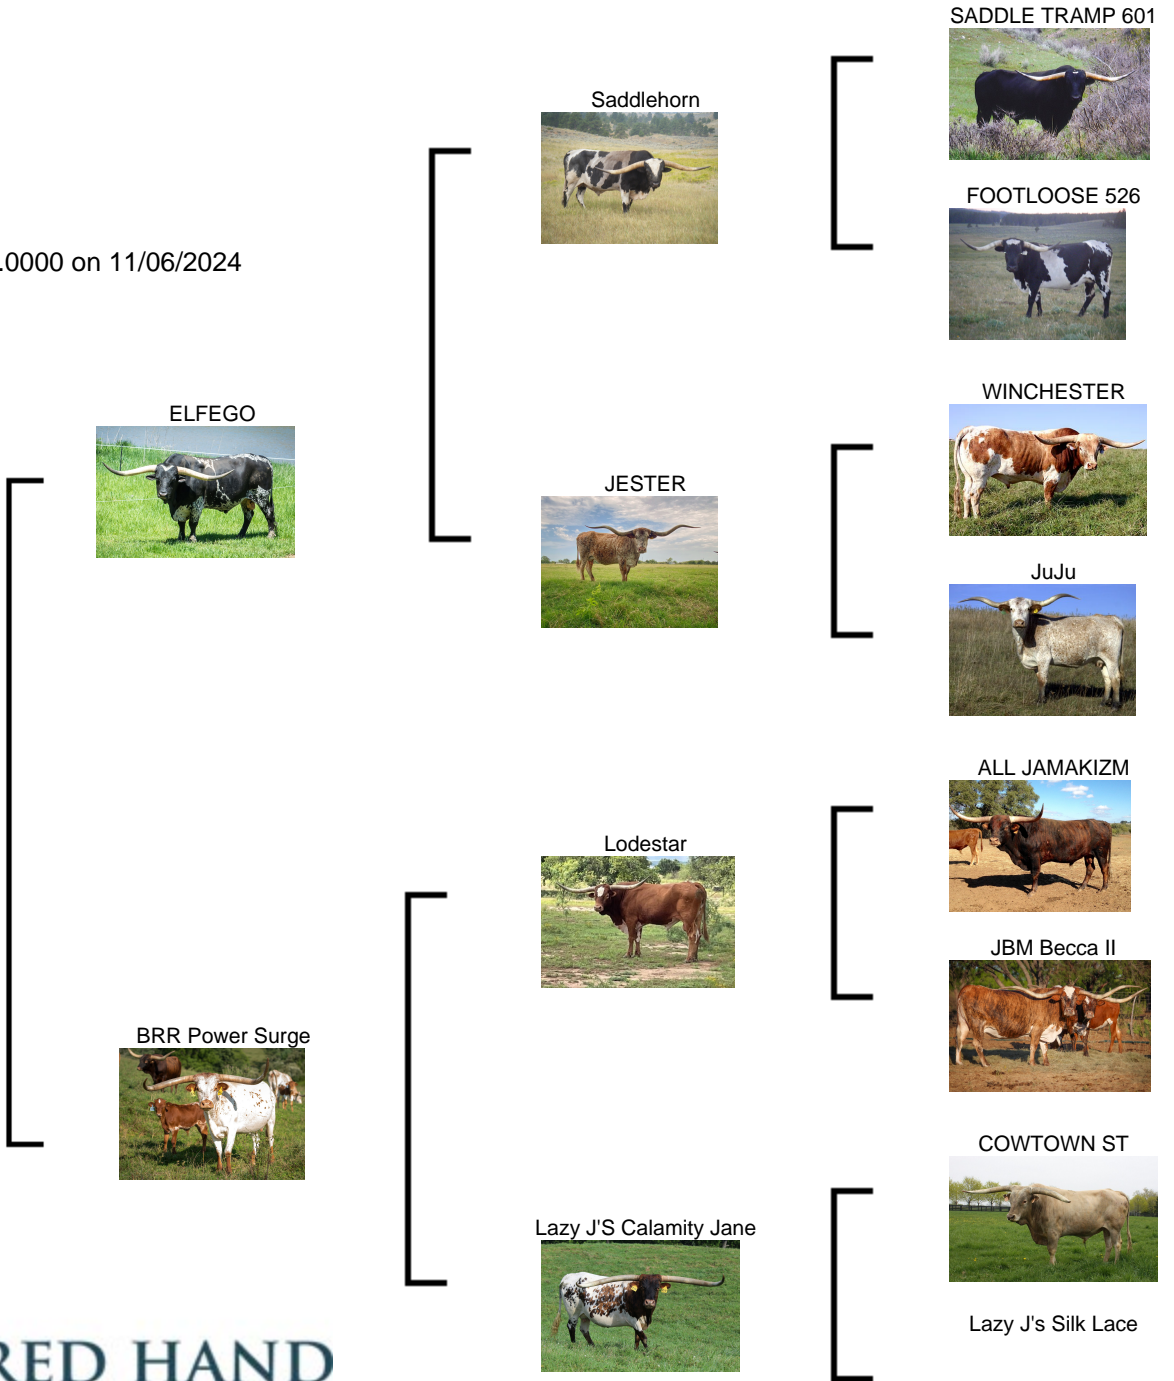 SADDLE TRAMP 601
Saddlehorn
FOOTLOOSE 526
.0000 on 11/06/2024
WINCHESTER
ELFEGO
JESTER
JuJu
ALL JAMAKIZM
Lodestar
JBM Becca II
BRR Power Surge
COWTOWN ST
Lazy J'S Calamity Jane
Lazy J's Silk Lace
RED HAND